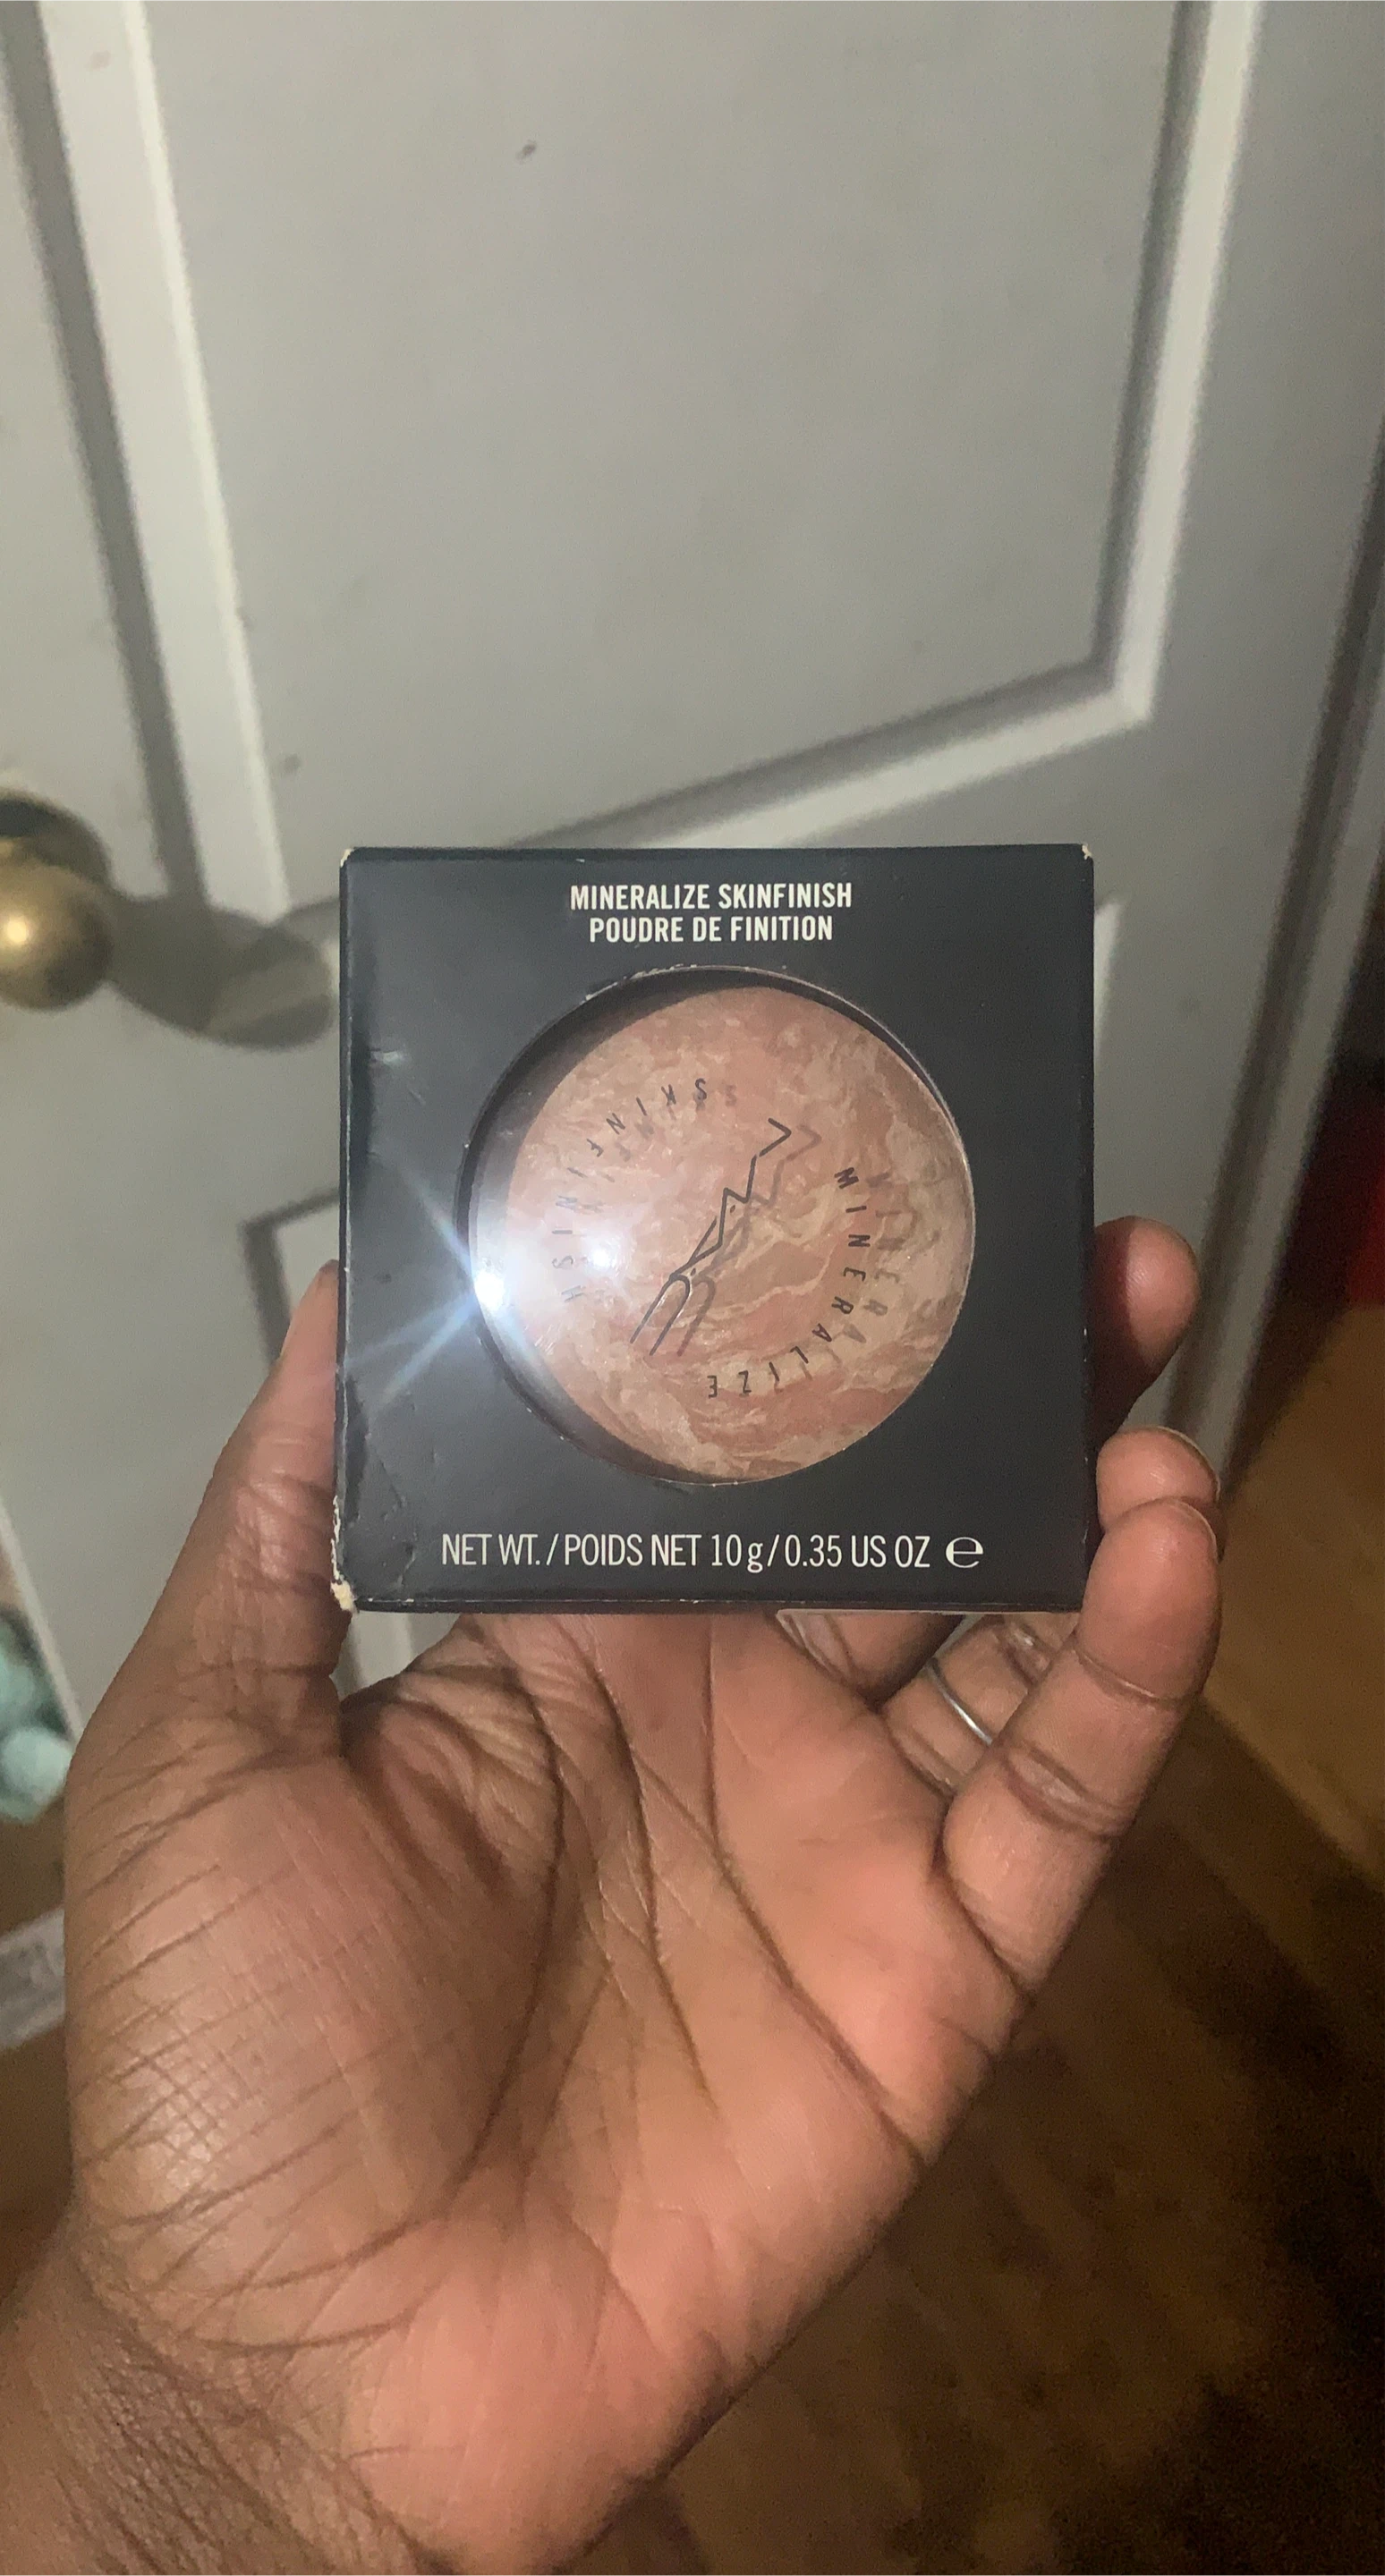 MINERALIZE SKINFINISH
POUDRE DE FINITION
MINERALIZE
SKINFINISH
NET WT. / POIDS NET 10 g / 0.35 US OZ ℮